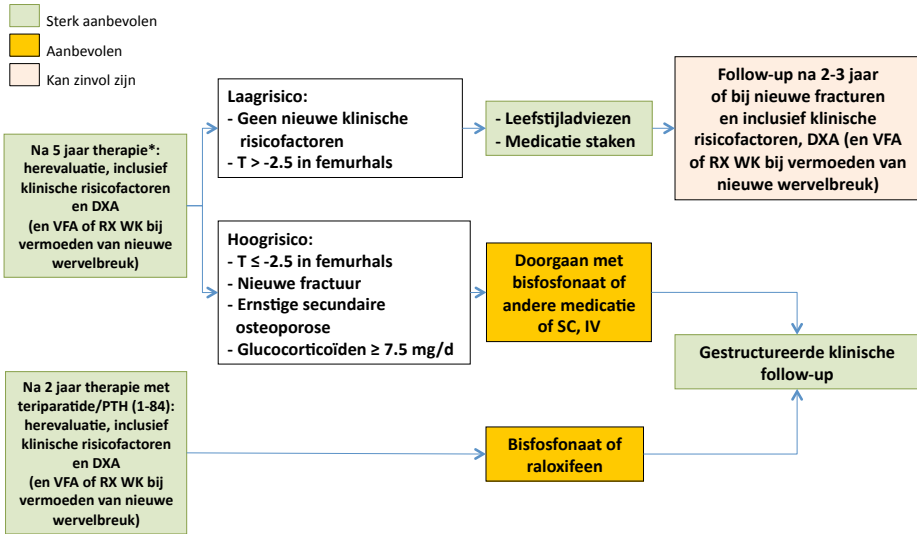 Sterk aanbevolen
Aanbevolen
Kan zinvol zijn
Na 5 jaar therapie*:
herevaluatie, inclusief
klinische risicofactoren
en DXA
(en VFA of RX WK bij
vermoeden van nieuwe
wervelbreuk)
Laagrisico:
- Geen nieuwe klinische
risicofactoren
- T > -2.5 in femurhals
- Leefstijladviezen
- Medicatie staken
Follow-up na 2-3 jaar
of bij nieuwe fracturen
en inclusief klinische
risicofactoren, DXA (en VFA
of RX WK bij vermoeden van
nieuwe wervelbreuk)
Hoogrisico:
- T ≤ -2.5 in femurhals
- Nieuwe fractuur
- Ernstige secundaire
osteoporose
- Glucocorticoïden ≥ 7.5 mg/d
Doorgaan met
bisfosfonaat of
andere medicatie
of SC, IV
Gestructureerde klinische
follow-up
Na 2 jaar therapie met
teriparatide/PTH (1-84):
herevaluatie, inclusief
klinische risicofactoren
en DXA
(en VFA of RX WK bij
vermoeden van nieuwe
wervelbreuk)
Bisfosfonaat of
raloxifeen